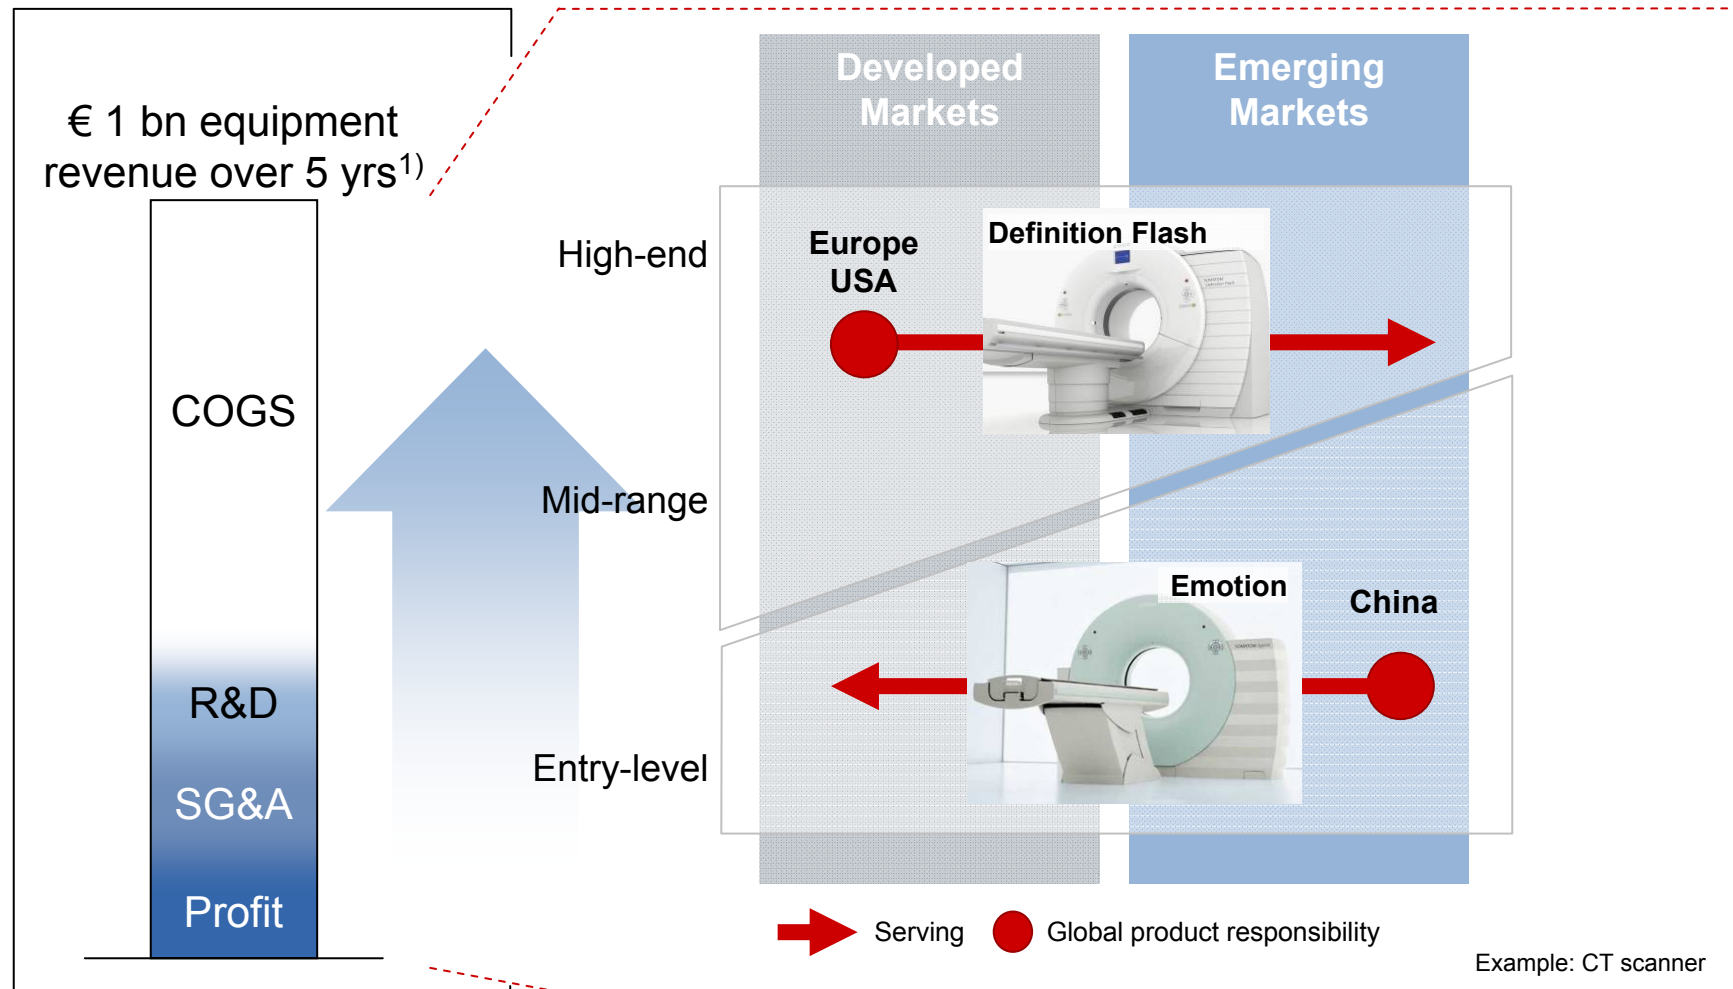 € 1 bn equipment
revenue over 5 yrs1)
COGS
R&D
SG&A
Profit
Developed
Markets
Emerging
Markets
High-end
Mid-range
Entry-level
Europe
USA
Definition Flash
Emotion
China
Serving
Global product responsibility
Example: CT scanner